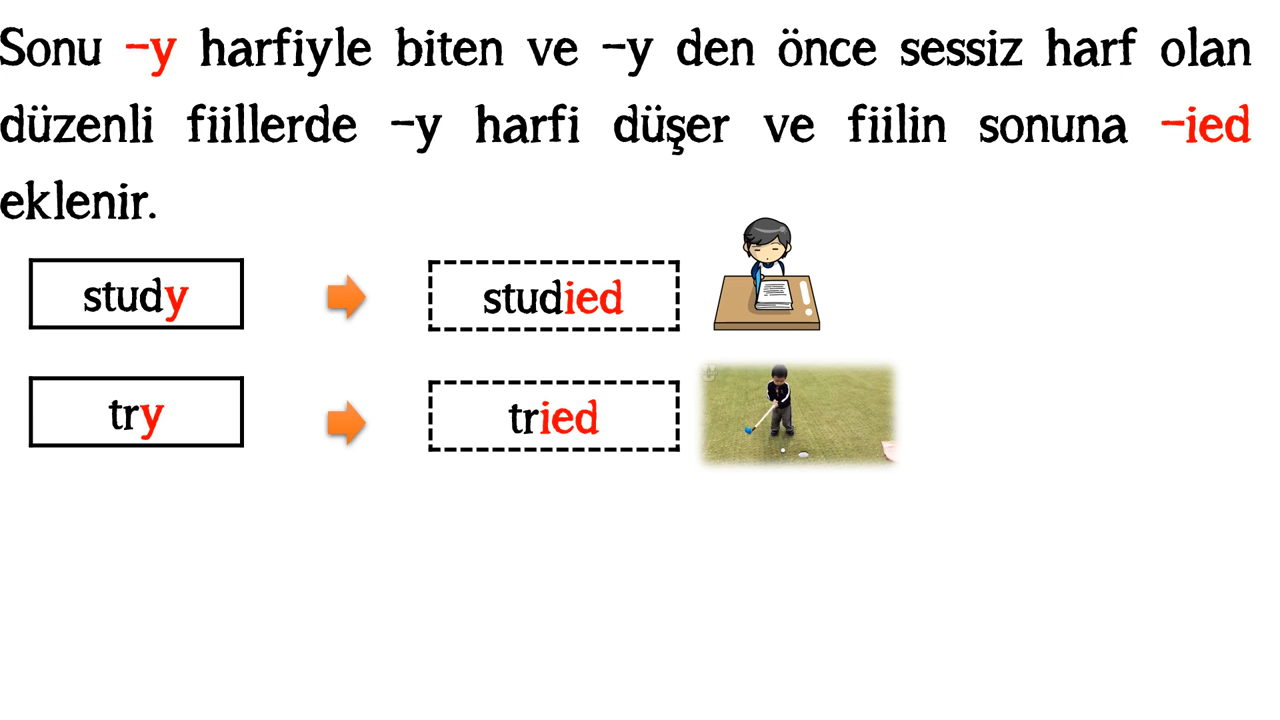 Sonu -y harfiyle biten ve -y den önce sessiz harf olan
düzenli fiillerde -y harfi düşer ve fiilin sonuna -ied
eklenir.
study studied
try tried